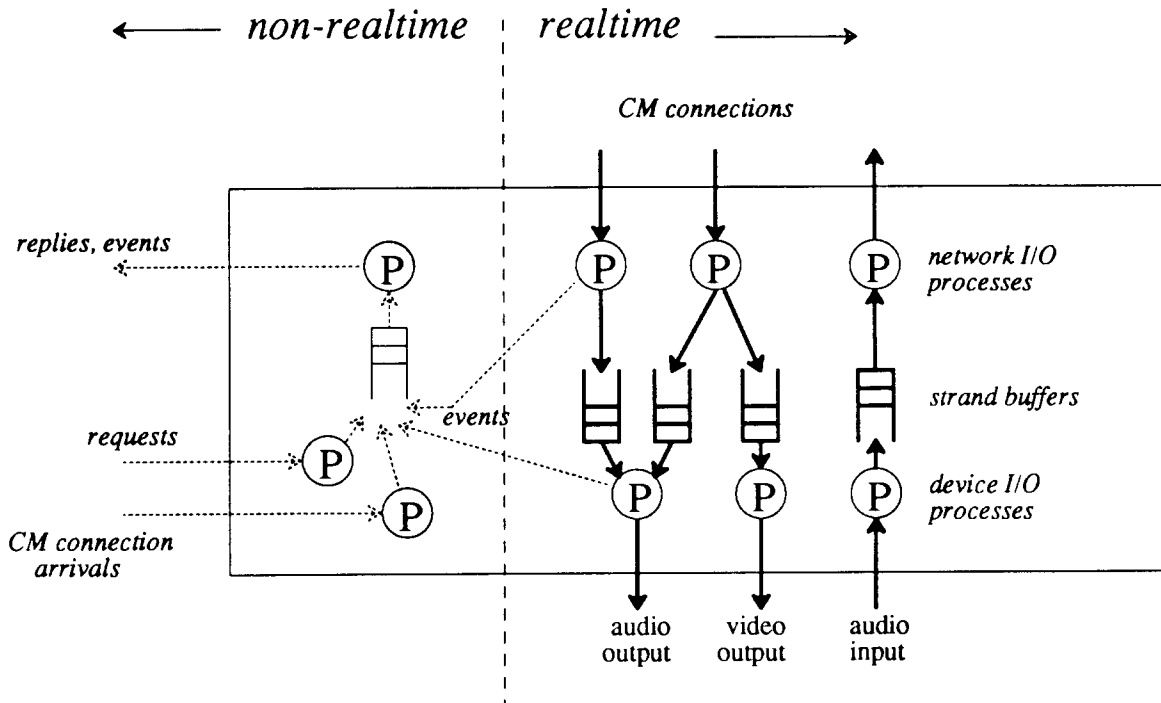 non-realtime
realtime
CM connections
replies, events
P
P
P
P
network I/O
processes
events
strand buffers
requests
P
P
CM connection
arrivals
P
P
P
device I/O
processes
audio
output
video
output
audio
input